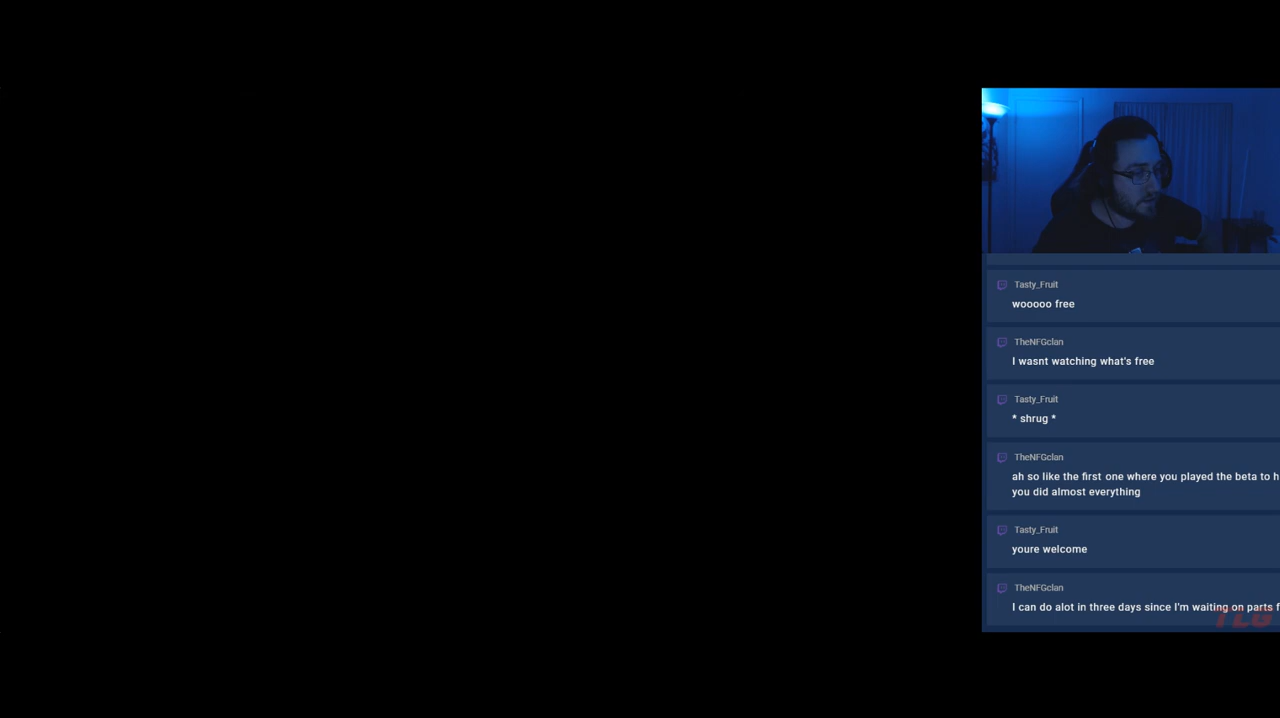 Tasty_Fruit
wooooo free
TheNFGclan
I wasnt watching what's free
Tasty_Fruit
* shrug *
TheNFGclan
ah so like the first one where you played the beta to
you did almost everything
Tasty_Fruit
youre welcome
TheNFGclan
I can do alot in three days since I'm waiting on parts
TLG